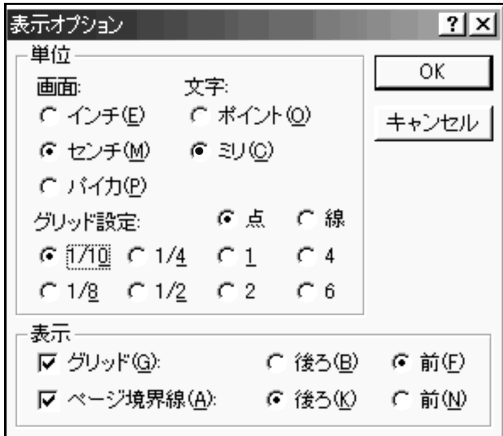 表示オプション
単位
OK
画面: 文字:
インチ(E) ポイント(O)
キャンセル
センチ(M) ミリ(C)
パイカ(P)
グリッド設定: 点 線
1/10 1/4 1 4
1/8 1/2 2 6
表示
グリッド(G): 後ろ(B) 前(F)
ページ境界線(A): 後ろ(K) 前(N)